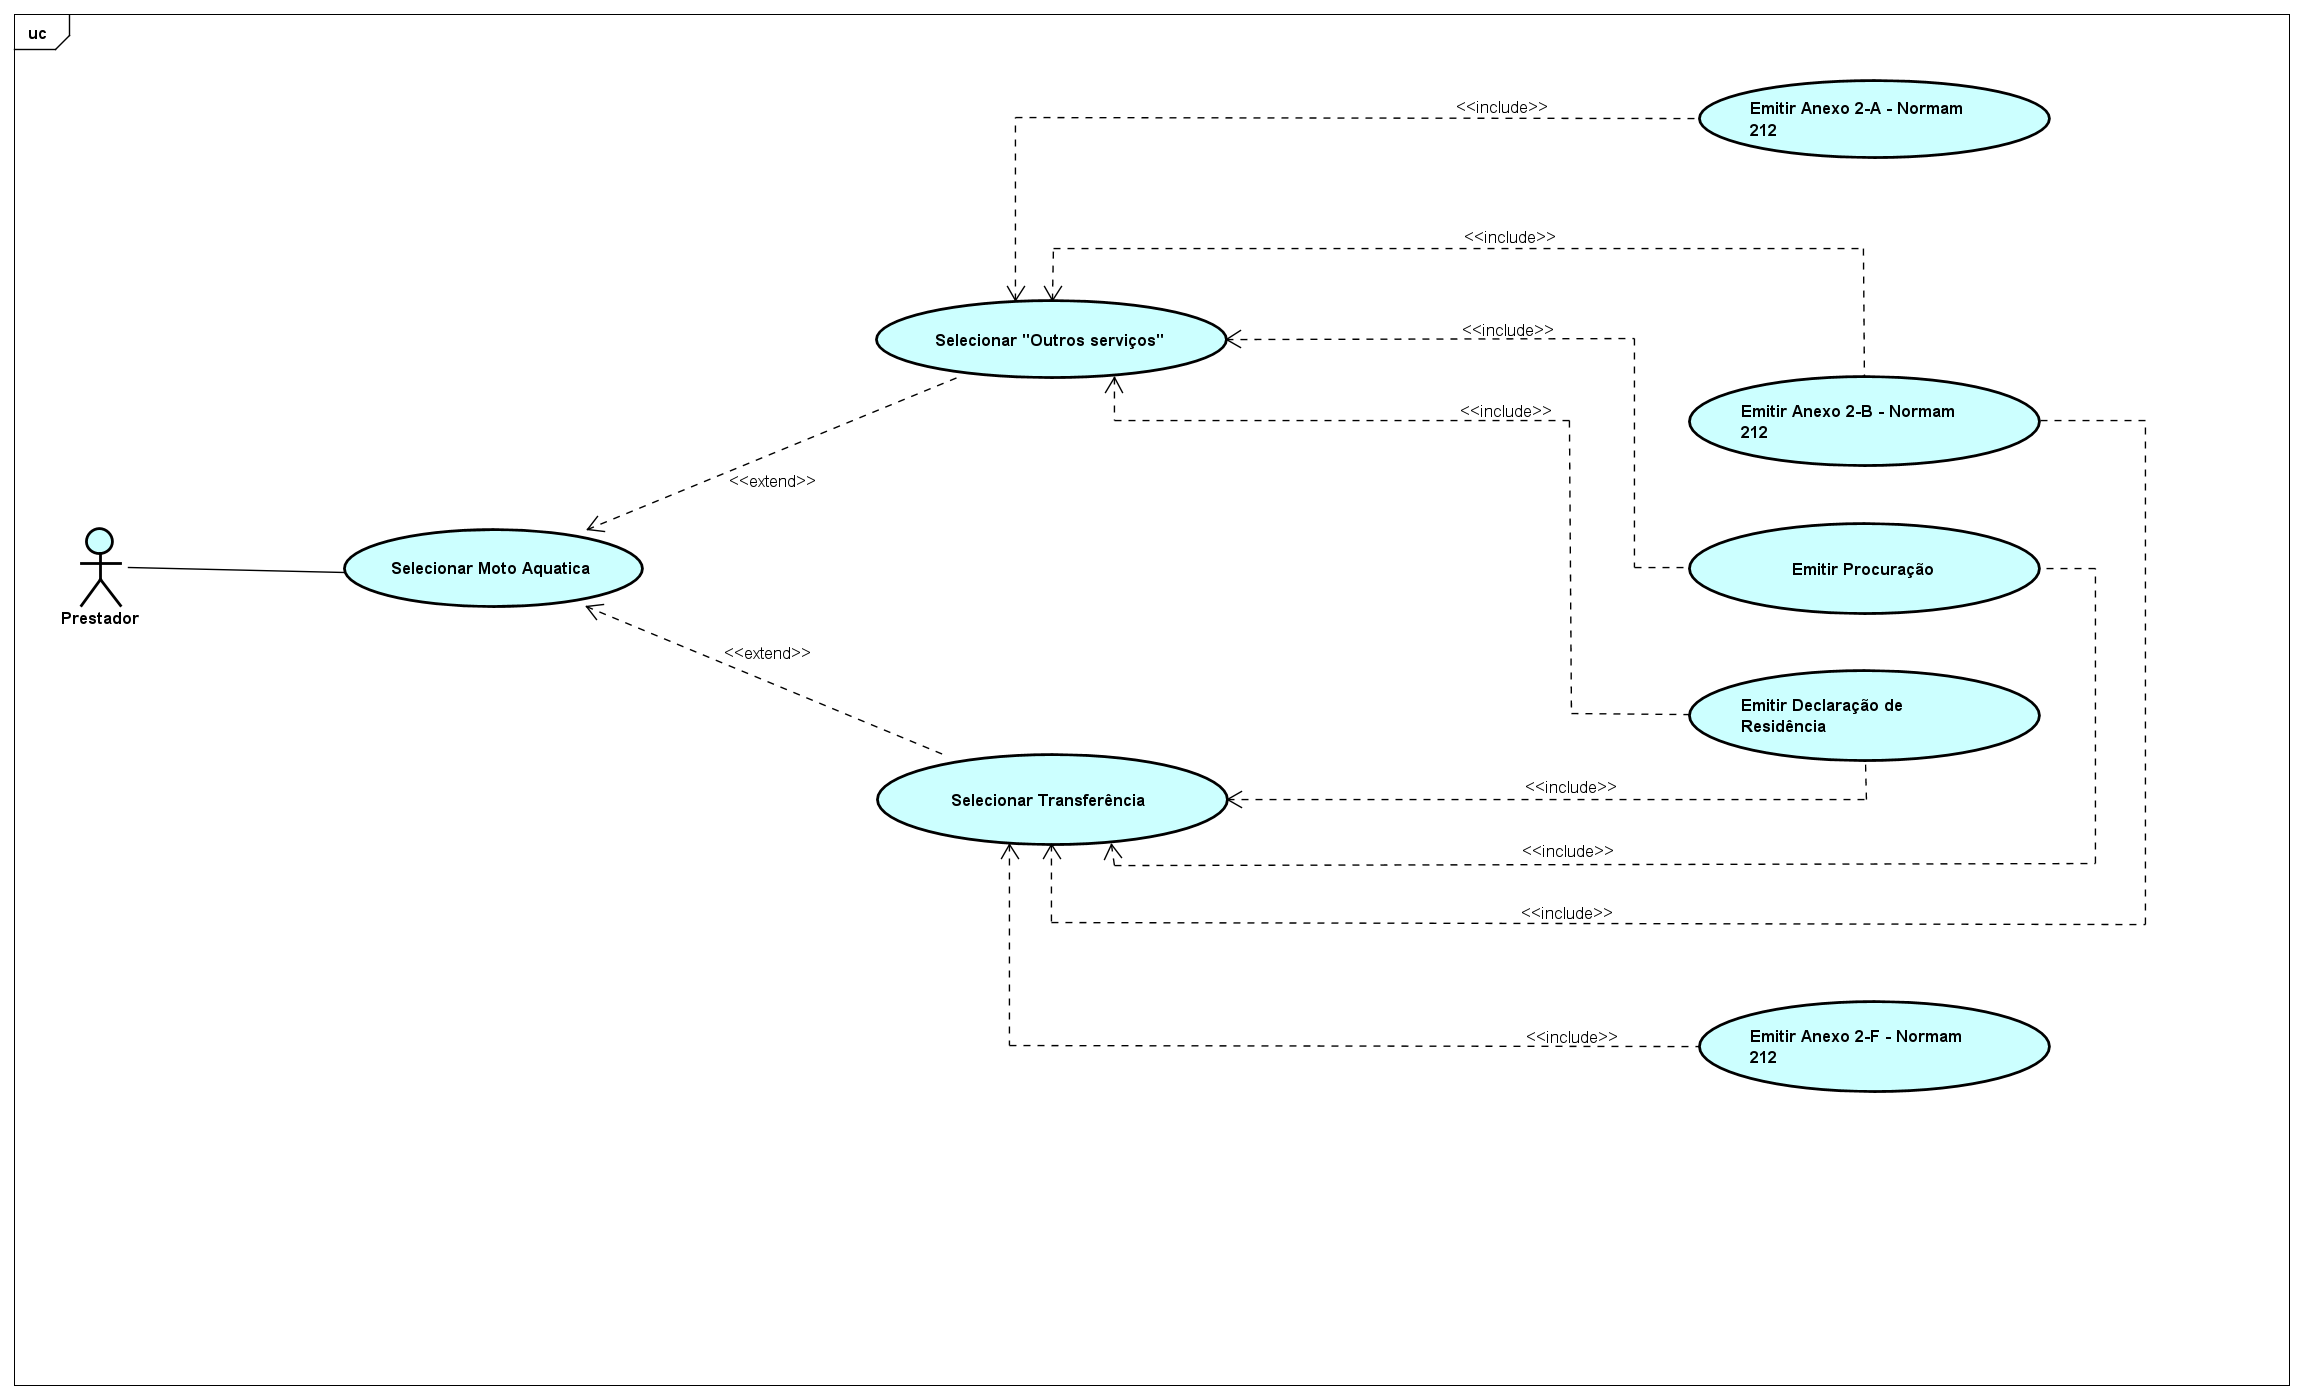 uc
<<include>>
Emitir Anexo 2-A - Normam
212
<<include>>
<<include>>
Selecionar "Outros serviços"
<<include>>
Emitir Anexo 2-B - Normam
212
<<extend>>
Selecionar Moto Aquatica
Emitir Procuração
Prestador
<<extend>>
Emitir Declaração de
Residência
<<include>>
Selecionar Transferência
<<include>>
<<include>>
<<include>>
Emitir Anexo 2-F - Normam
212